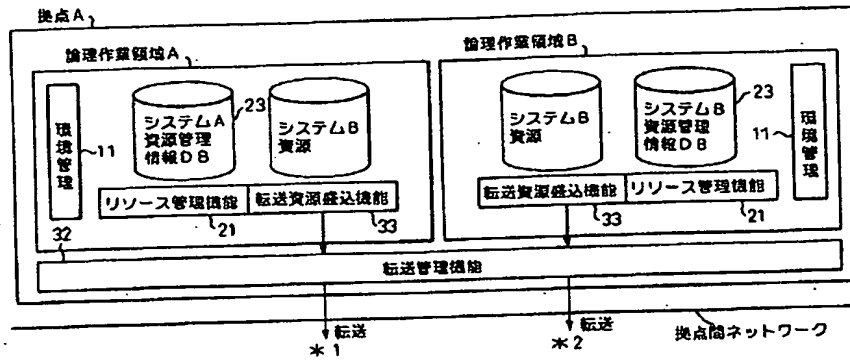 拠点A
論理作業領域A
論理作業領域B
環境管理
11
システムA
資源管理
情報DB
23
システムB
資源
リソース管理機能
転送資源盛込機能
21
33
システムB
資源
システムB
資源管理
情報DB
23
11
環境管理
転送資源盛込機能
リソース管理機能
33
21
32
転送管理機能
転送
*1
転送
*2
拠点間ネットワーク